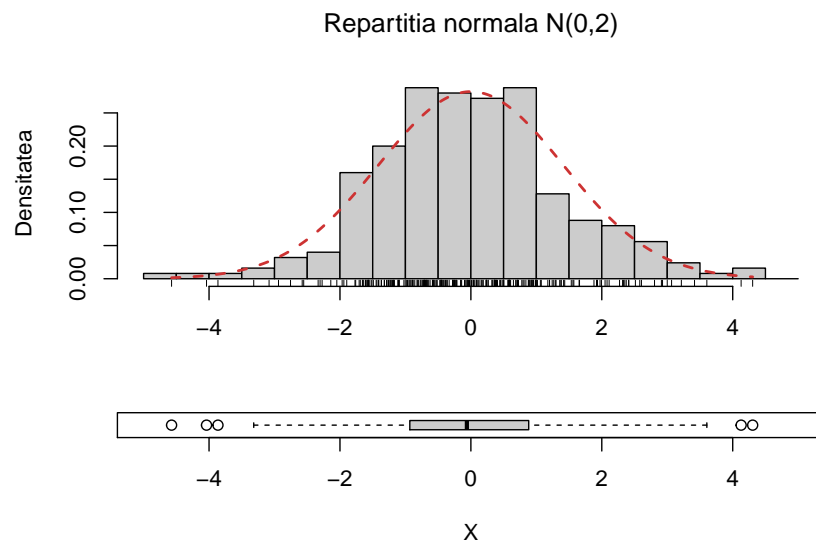 Repartitia normala N(0,2)
Densitatea
0.00 0.10 0.20
−4 −2 0 2 4
−4 −2 0 2 4
X